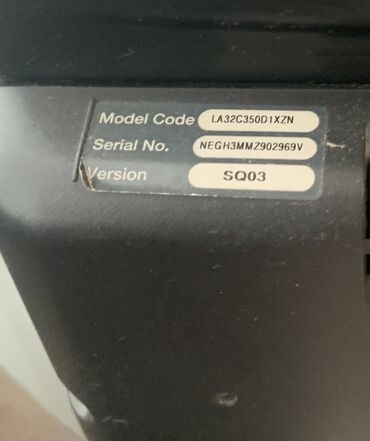 Model Code LA32C350D1XZN
Serial No. NEGH3MMZ902969V
Version SQ03